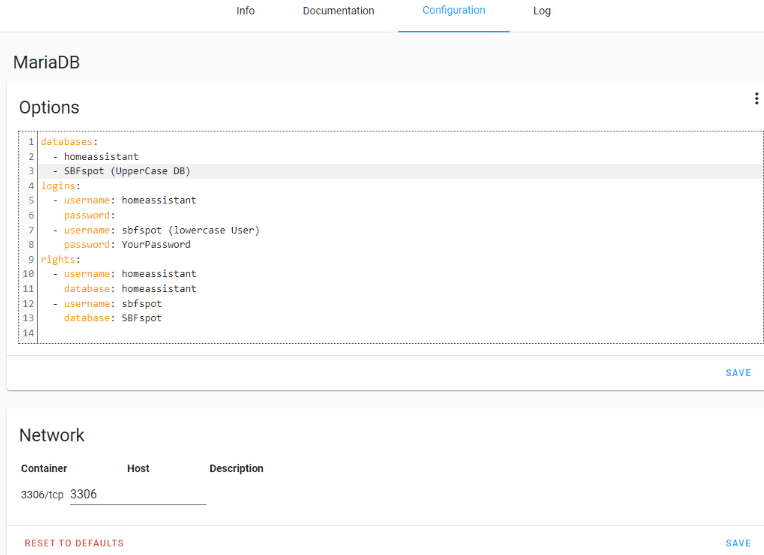 Info Documentation Configuration Log
MariaDB
Options
1 databases:
2 - homeassistant
3 - SBFspot (UpperCase DB)
4 logins:
5 - username: homeassistant
6 password:
7 - username: sbfspot (lowercase User)
8 password: YourPassword
9 rights:
10 - username: homeassistant
11 database: homeassistant
12 - username: sbfspot
13 database: SBFspot
14
SAVE
Network
Container Host Description
3306/tcp 3306
RESET TO DEFAULTS SAVE